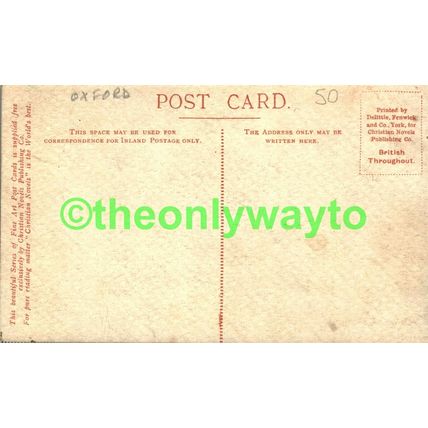 OXFORD
POST CARD.
50
THIS SPACE MAY BE USED FOR
CORRESPONDENCE FOR INLAND POSTAGE ONLY.
THE ADDRESS ONLY MAY BE
WRITTEN HERE.
Printed by
Delittle, Fenwick
and Co., York, for
Christian Novels
Publishing Co.
British
Throughout.
This beautiful Series of Fine Art Post Cards is supplied free
exclusively by Christian Novels Publishing Co.
For pure reading matter "Christian Novels" is the World's best.
©theonlywayto